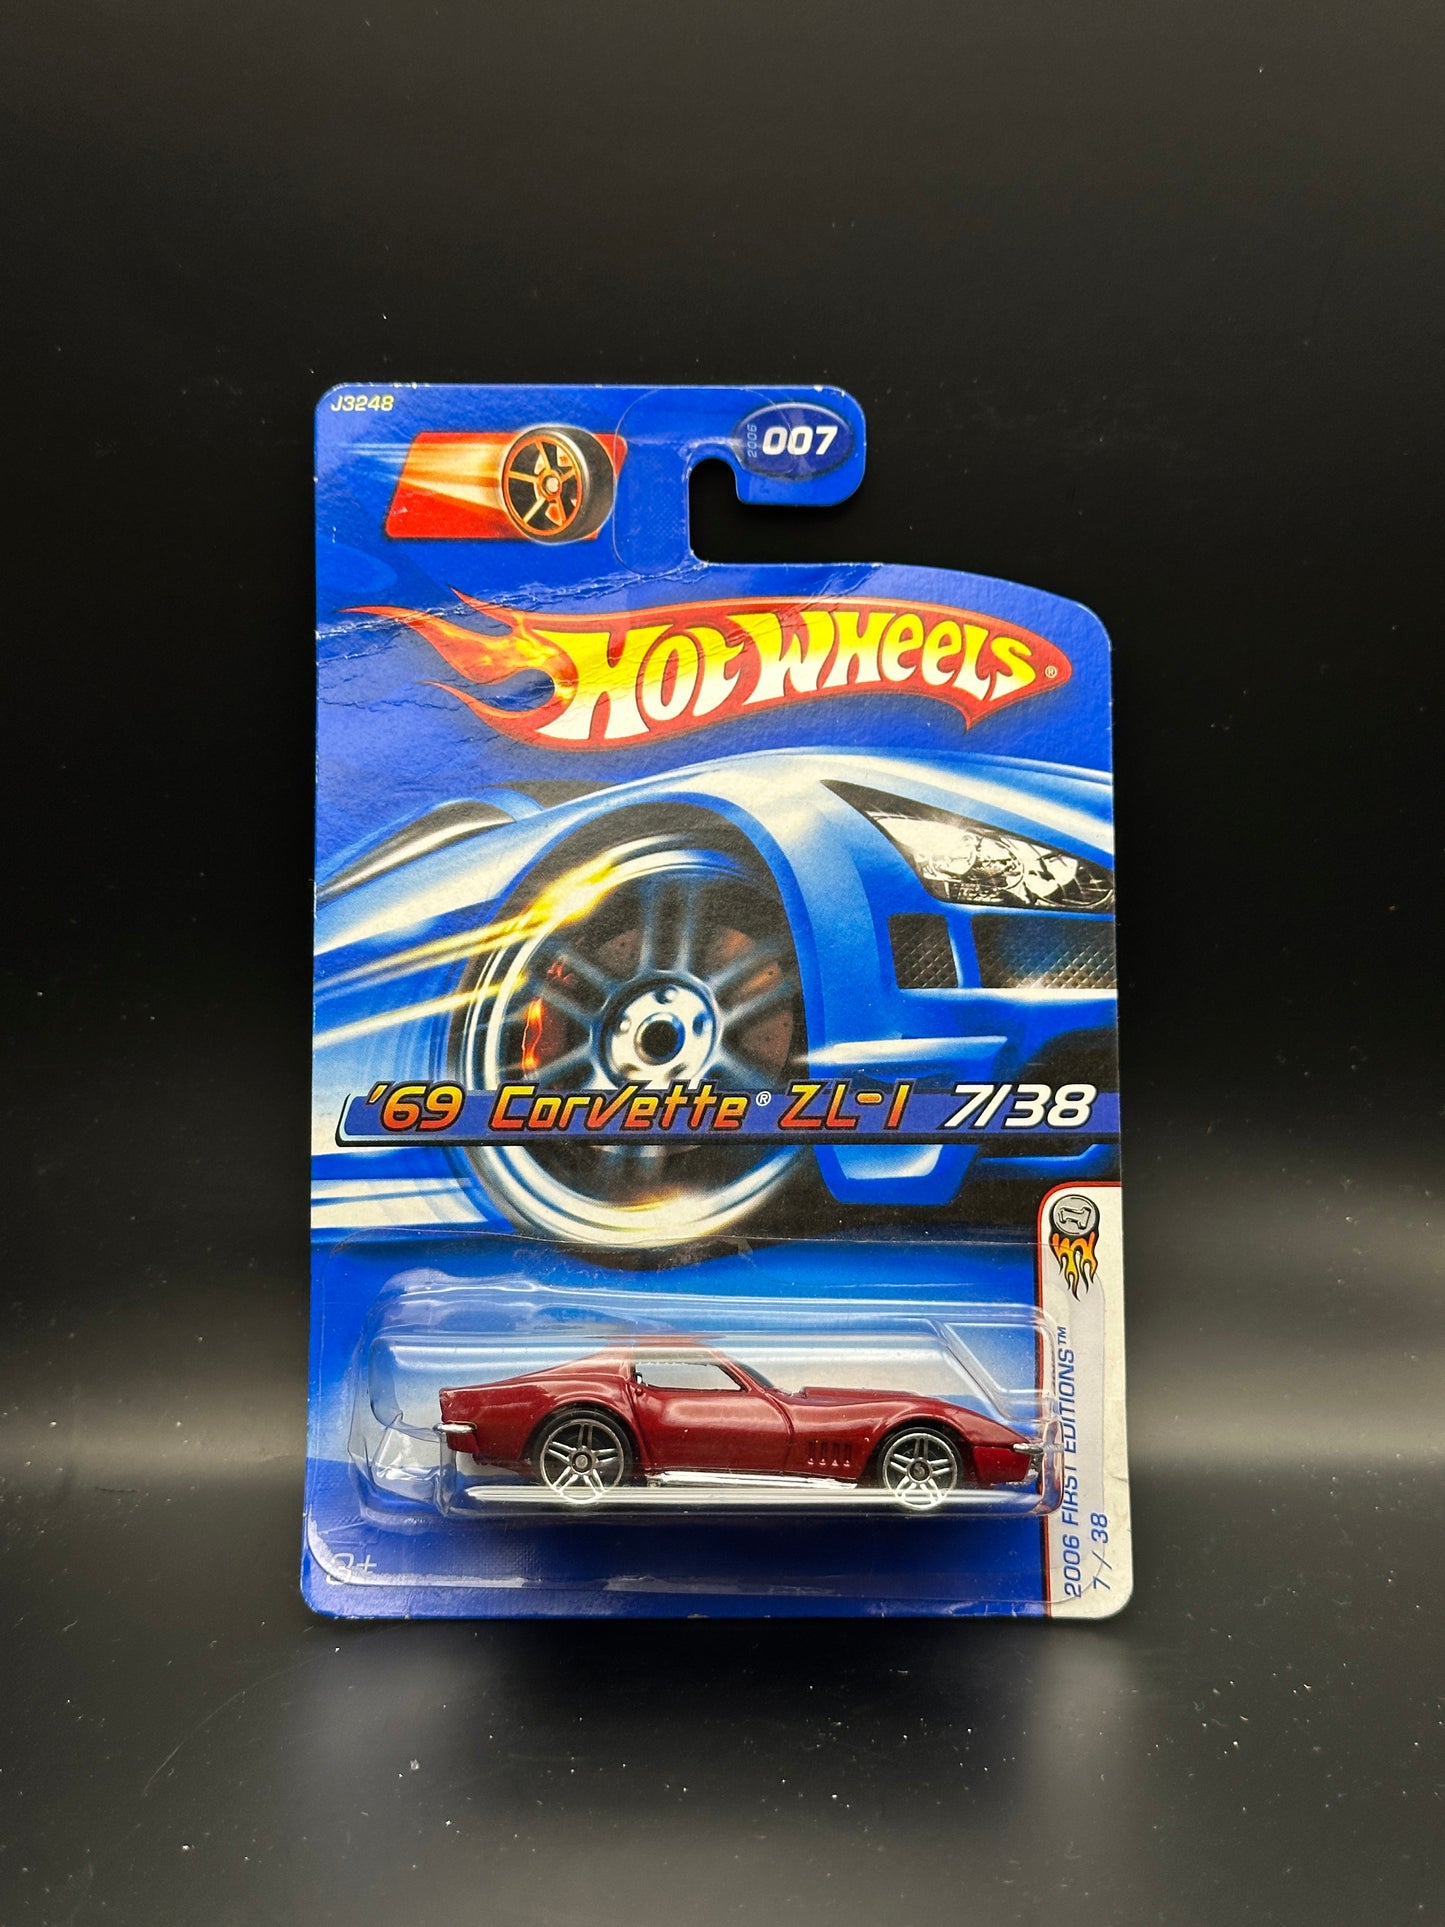 J3248
2006
007
HOT WHEELS®
'69 Corvette® ZL-1 7/38
2006 FIRST EDITIONS™
7 / 38
3+